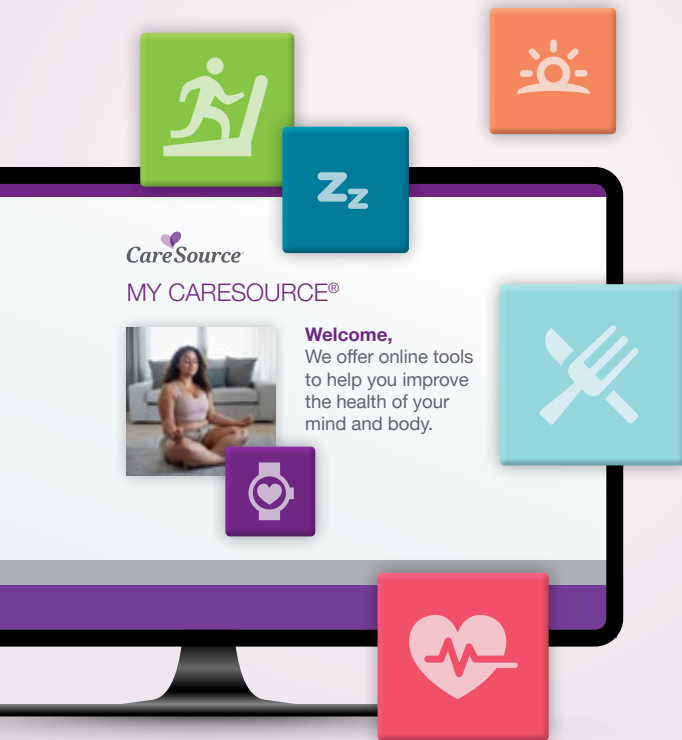 Zz
CareSource
MY CARESOURCE®
Welcome,
We offer online tools
to help you improve
the health of your
mind and body.